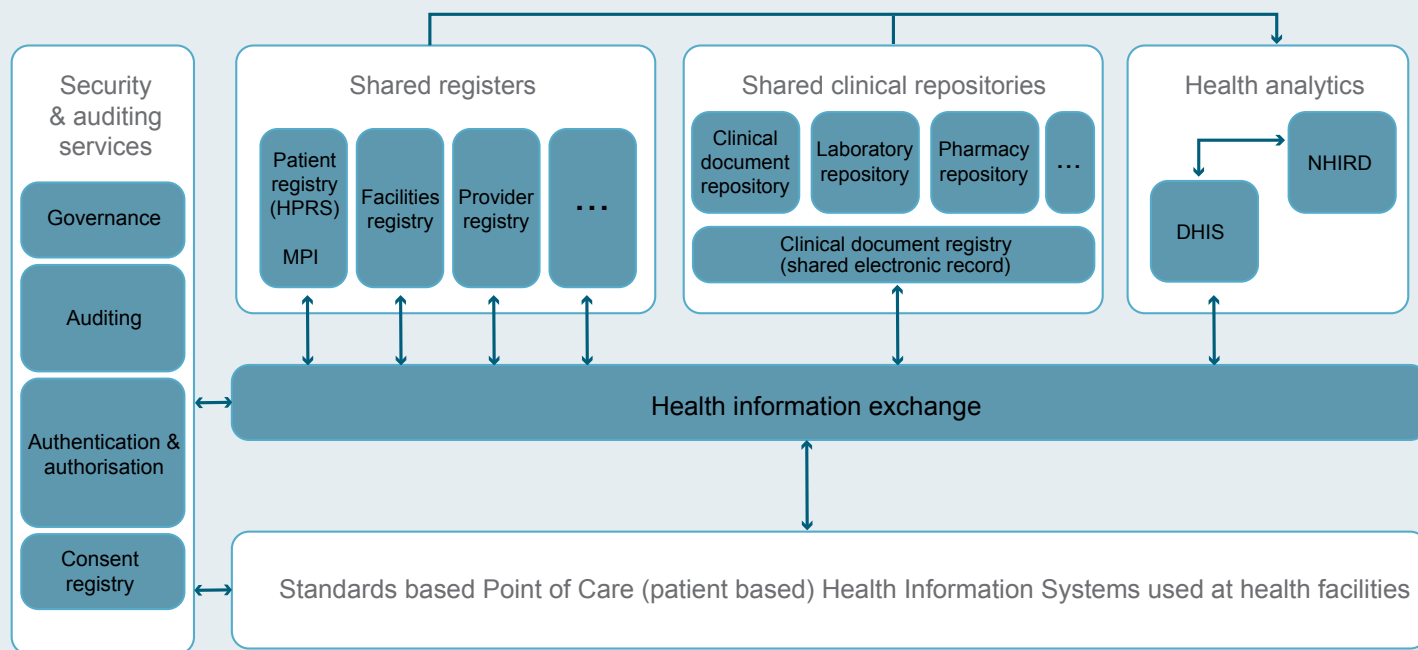 Security
& auditing
services
Governance
Auditing
Authentication &
authorisation
Consent
registry
Shared registers
Patient
registry
(HPRS)
MPI
Facilities
registry
Provider
registry
...
Shared clinical repositories
Clinical
document
repository
Laboratory
repository
Pharmacy
repository
...
Clinical document registry
(shared electronic record)
Health analytics
NHIRD
DHIS
Health information exchange
Standards based Point of Care (patient based) Health Information Systems used at health facilities